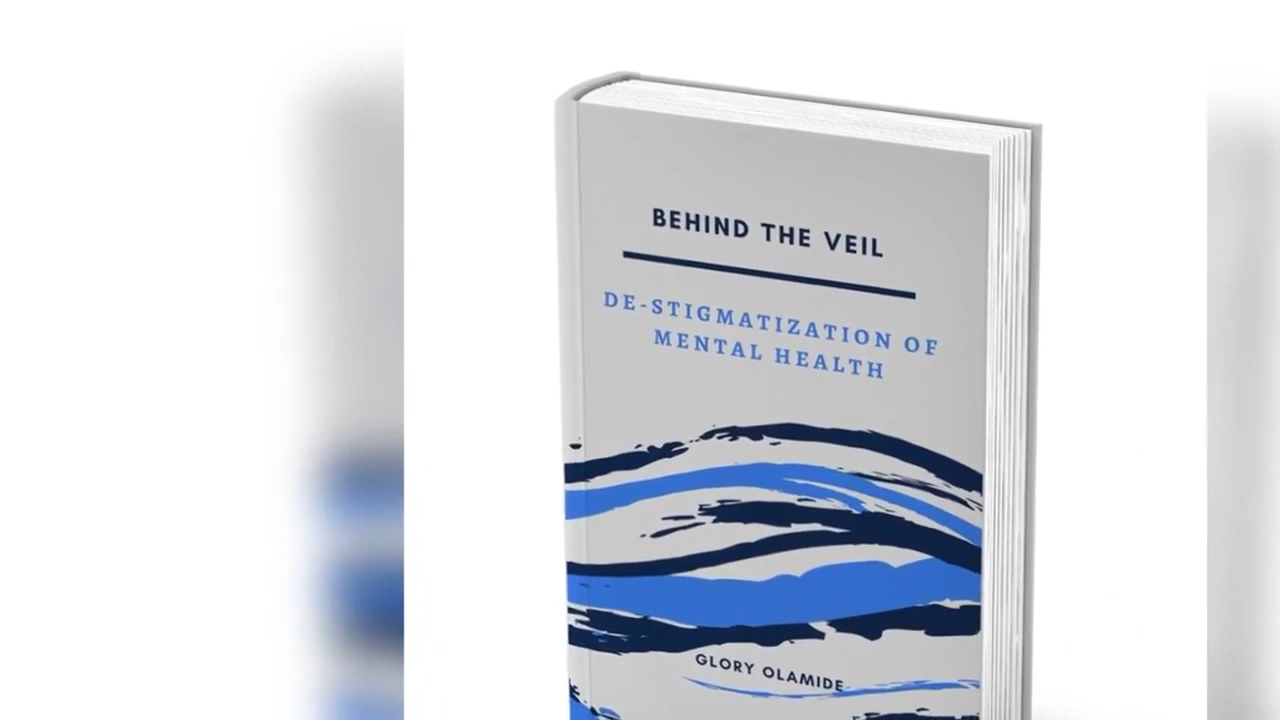 BEHIND THE VEIL
DE-STIGMATIZATION OF
MENTAL HEALTH
GLORY OLAMIDE